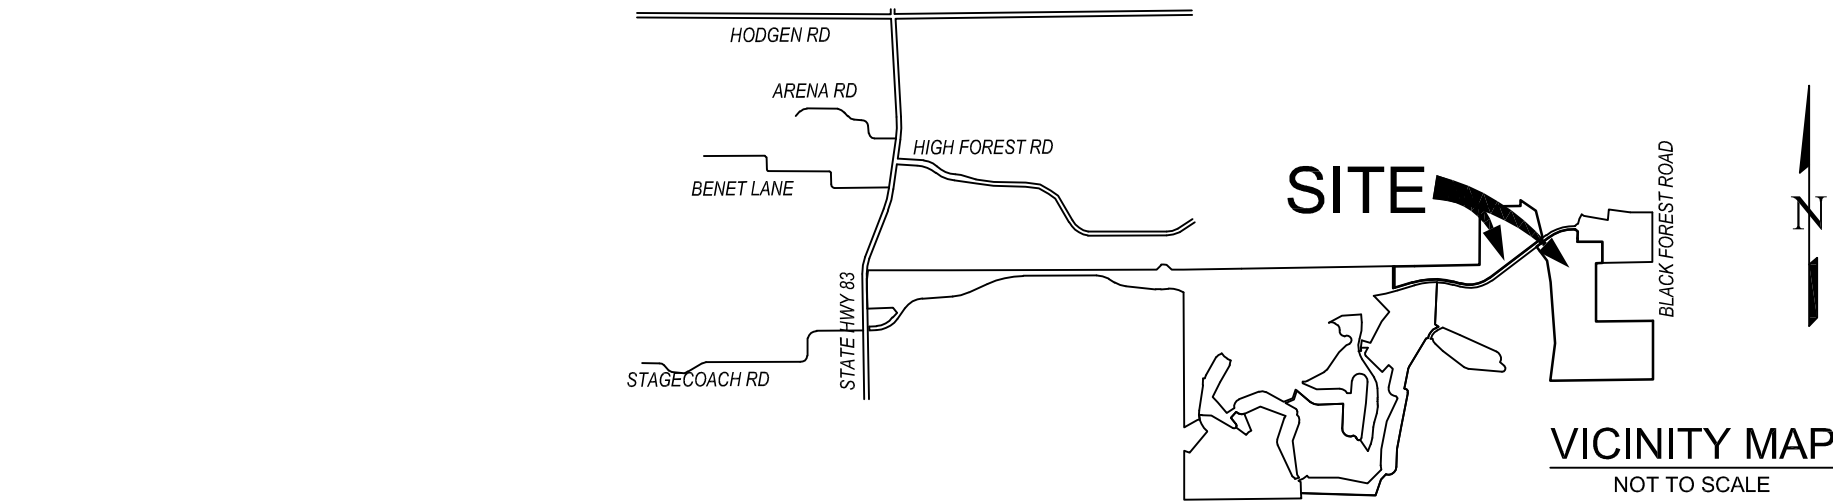 HODGEN RD
ARENA RD
HIGH FOREST RD
BENET LANE
SITE
BLACK FOREST ROAD
N
STATE HWY 83
STAGECOACH RD
VICINITY MAP
NOT TO SCALE